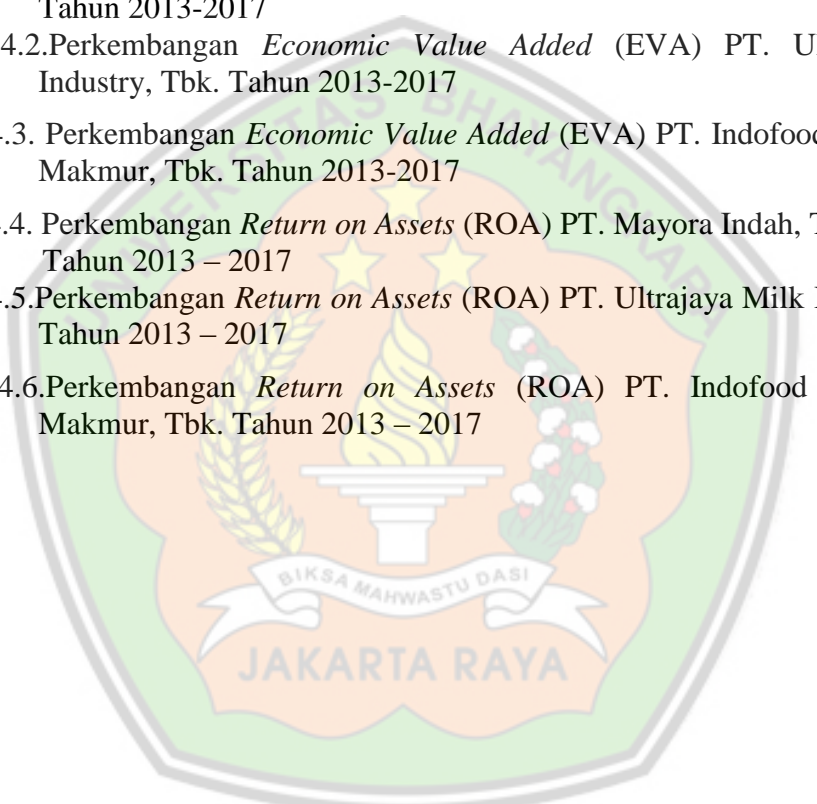 Tahun 2013-2017
4.2.Perkembangan Economic Value Added (EVA) PT.
Industry, Tbk. Tahun 2013-2017
.3. Perkembangan Economic Value Added (EVA) PT. Indofood
Makmur, Tbk. Tahun 2013-2017
.4. Perkembangan Return on Assets (ROA) PT. Mayora Indah,
Tahun 2013 – 2017
.5.Perkembangan Return on Assets (ROA) PT. Ultrajaya Milk
Tahun 2013 – 2017
4.6.Perkembangan Return on Assets (ROA) PT. Indofood
Makmur, Tbk. Tahun 2013 – 2017
UNIVERSITAS BHAYANGKARA
BIKSA MAHWASTU DASI
JAKARTA RAYA